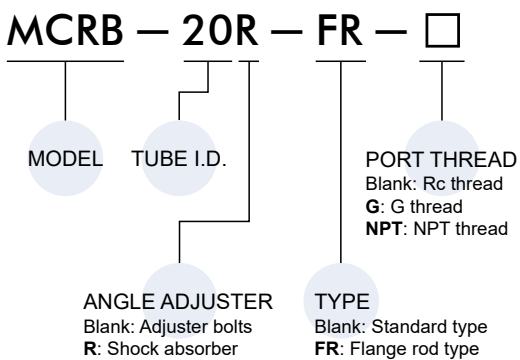 MCRB – 20R – FR – □
MODEL
TUBE I.D.
PORT THREAD
Blank: Rc thread
G: G thread
NPT: NPT thread
ANGLE ADJUSTER
Blank: Adjuster bolts
R: Shock absorber
TYPE
Blank: Standard type
FR: Flange rod type